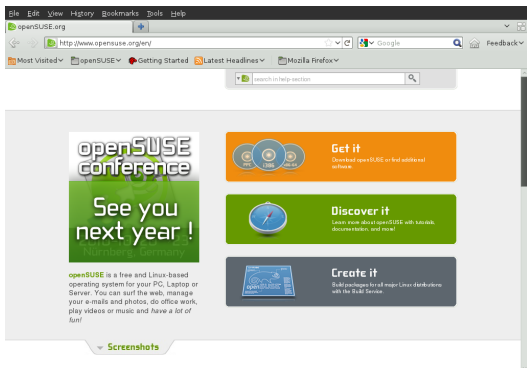 File Edit View History Bookmarks Tools Help
openSUSE.org
http://www.opensuse.org/en/
Google
Feedback
Most Visited openSUSE Getting Started Latest Headlines Mozilla Firefox
search in help-section
openSUSE
conference
See you
next year !
Nürnberg, Germany
openSUSE is a free and Linux-based
operating system for your PC, Laptop or
Server. You can surf the web, manage
your e-mails and photos, do office work,
play videos or music and have a lot of
fun!
Get it
Download openSUSE or find additional
software
Discover it
Learn more about openSUSE with tutorials,
documentation, and more!
Create it
Build packages for all major Linux distributions
with the Build Service.
openSUSE
Screenshots